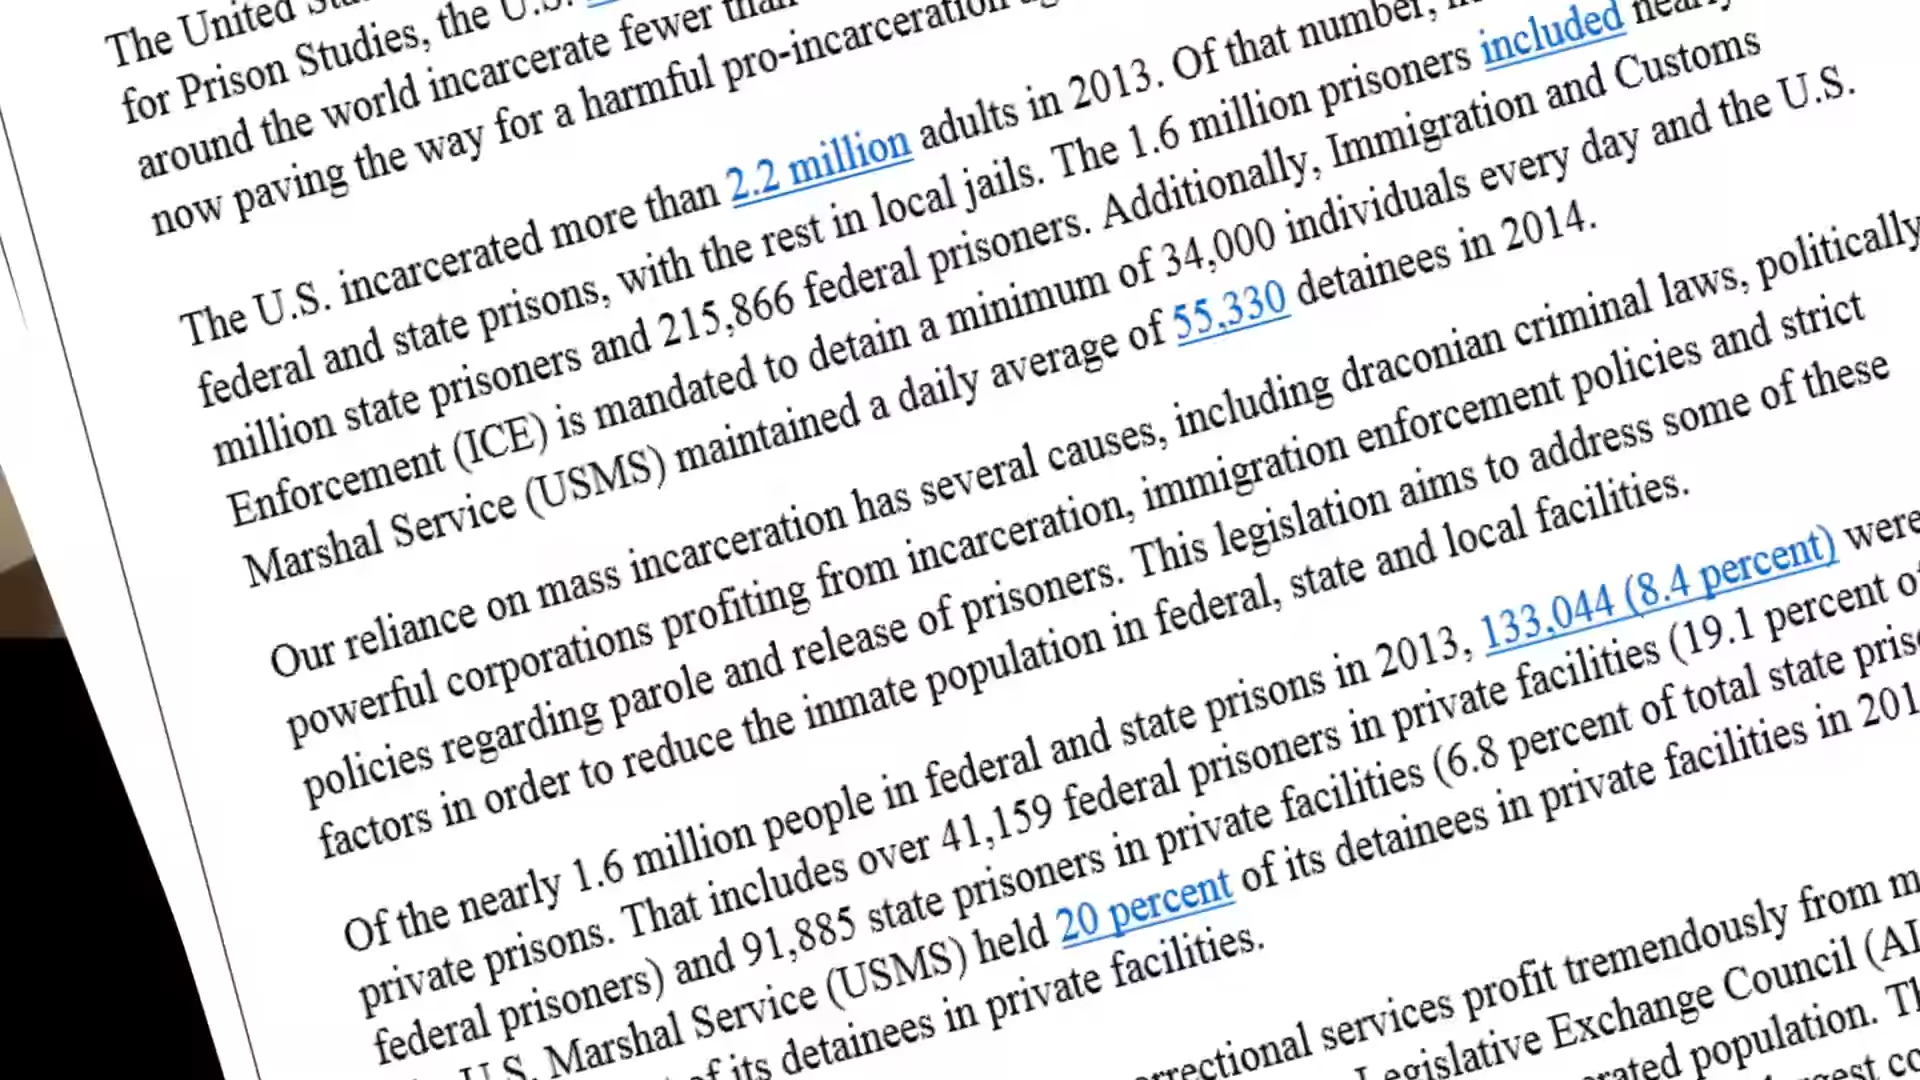 The United
for Prison Studies, the U.S.
around the world incarcerate fewer than
now paving the way for a harmful pro-incarceration
The U.S. incarcerated more than 2.2 million adults in 2013. Of that number,
federal and state prisons, with the rest in local jails. The 1.6 million prisoners included nearly
million state prisoners and 215,866 federal prisoners. Additionally, Immigration and Customs
Enforcement (ICE) is mandated to detain a minimum of 34,000 individuals every day and the U.S.
Marshal Service (USMS) maintained a daily average of 55,330 detainees in 2014.
Our reliance on mass incarceration has several causes, including draconian criminal laws, politically
powerful corporations profiting from incarceration, immigration enforcement policies and strict
policies regarding parole and release of prisoners. This legislation aims to address some of these
factors in order to reduce the inmate population in federal, state and local facilities.
Of the nearly 1.6 million people in federal and state prisons in 2013, 133,044 (8.4 percent) were
private prisons. That includes over 41,159 federal prisoners in private facilities (19.1 percent of
federal prisoners) and 91,885 state prisoners in private facilities (6.8 percent of total state
U.S. Marshal Service (USMS) held 20 percent of its detainees in private facilities in 201
of its detainees in private facilities.
services profit tremendously from
Legislative Exchange Council
population.